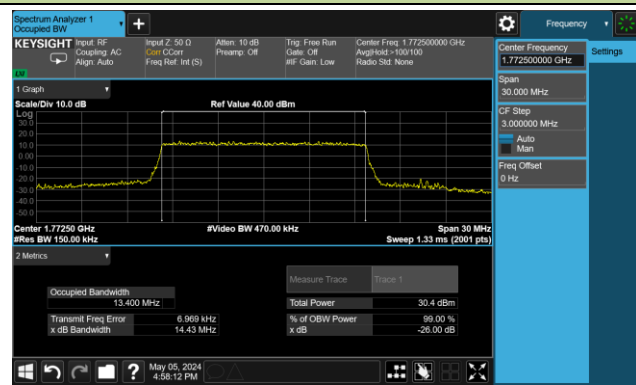 Spectrum Analyzer 1
Occupied BW
+
Frequency
KEYSIGHT
Input: RF
Coupling: AC
Align: Auto
Input Z: 50 Ω
Corr CCorr
Freq Ref: Int (S)
Atten: 10 dB
Preamp: Off
Trig: Free Run
Gate: Off
#IF Gain: Low
Center Freq: 1.772500000 GHz
Avg|Hold:>100/100
Radio Std: None
Center Frequency
1.772500000 GHz
Settings
Span
30.000 MHz
CF Step
3.000000 MHz
Auto
Man
Freq Offset
0 Hz
1 Graph
Scale/Div 10.0 dB
Ref Value 40.00 dBm
Log
30.0
20.0
10.0
0.00
-10.0
-20.0
-30.0
-40.0
-50.0
Center 1.77250 GHz
#Video BW 470.00 kHz
Span 30 MHz
#Res BW 150.00 kHz
Sweep 1.33 ms (2001 pts)
2 Metrics
Measure Trace
Trace 1
Occupied Bandwidth
13.400 MHz
Total Power
30.4 dBm
Transmit Freq Error
6.969 kHz
% of OBW Power
99.00 %
x dB Bandwidth
14.43 MHz
x dB
-26.00 dB
?
May 05, 2024
4:58:12 PM